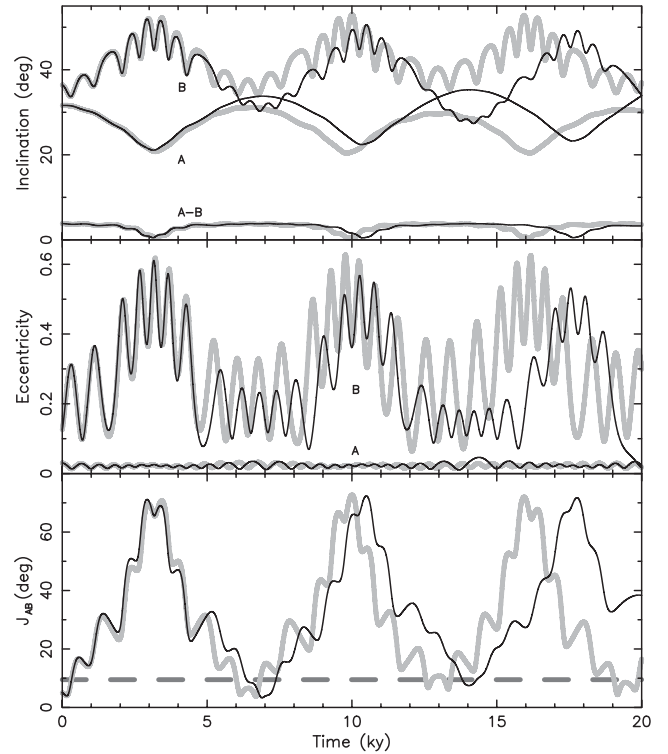 Inclination (deg)
40
20
0
B
A
A−B
Eccentricity
0.6
0.4
0.2
0
B
A
J_AB (deg)
60
40
20
0
0 5 10 15 20
Time (ky)